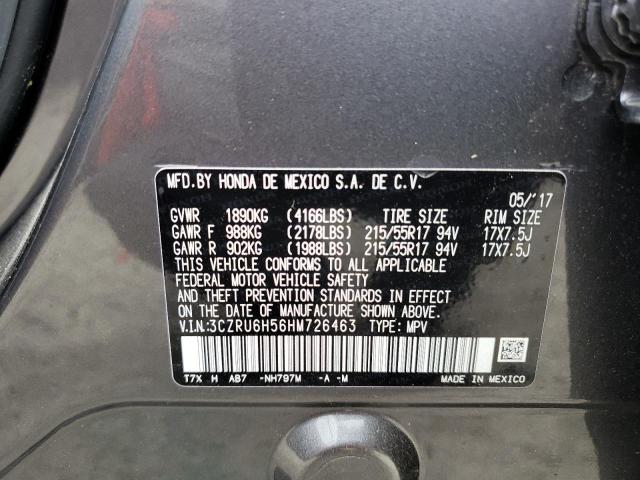 MFD.BY HONDA DE MEXICO S.A. DE C.V.
05/'17
GVWR 1890KG (4166LBS) TIRE SIZE RIM SIZE
GAWR F 988KG (2178LBS) 215/55R17 94V 17X7.5J
GAWR R 902KG (1988LBS) 215/55R17 94V 17X7.5J
THIS VEHICLE CONFORMS TO ALL APPLICABLE
FEDERAL MOTOR VEHICLE SAFETY
AND THEFT PREVENTION STANDARDS IN EFFECT
ON THE DATE OF MANUFACTURE SHOWN ABOVE.
V.I.N:3CZRU6H56HM726463 TYPE: MPV
T7X H AB7 -NH797M -A -M MADE IN MEXICO